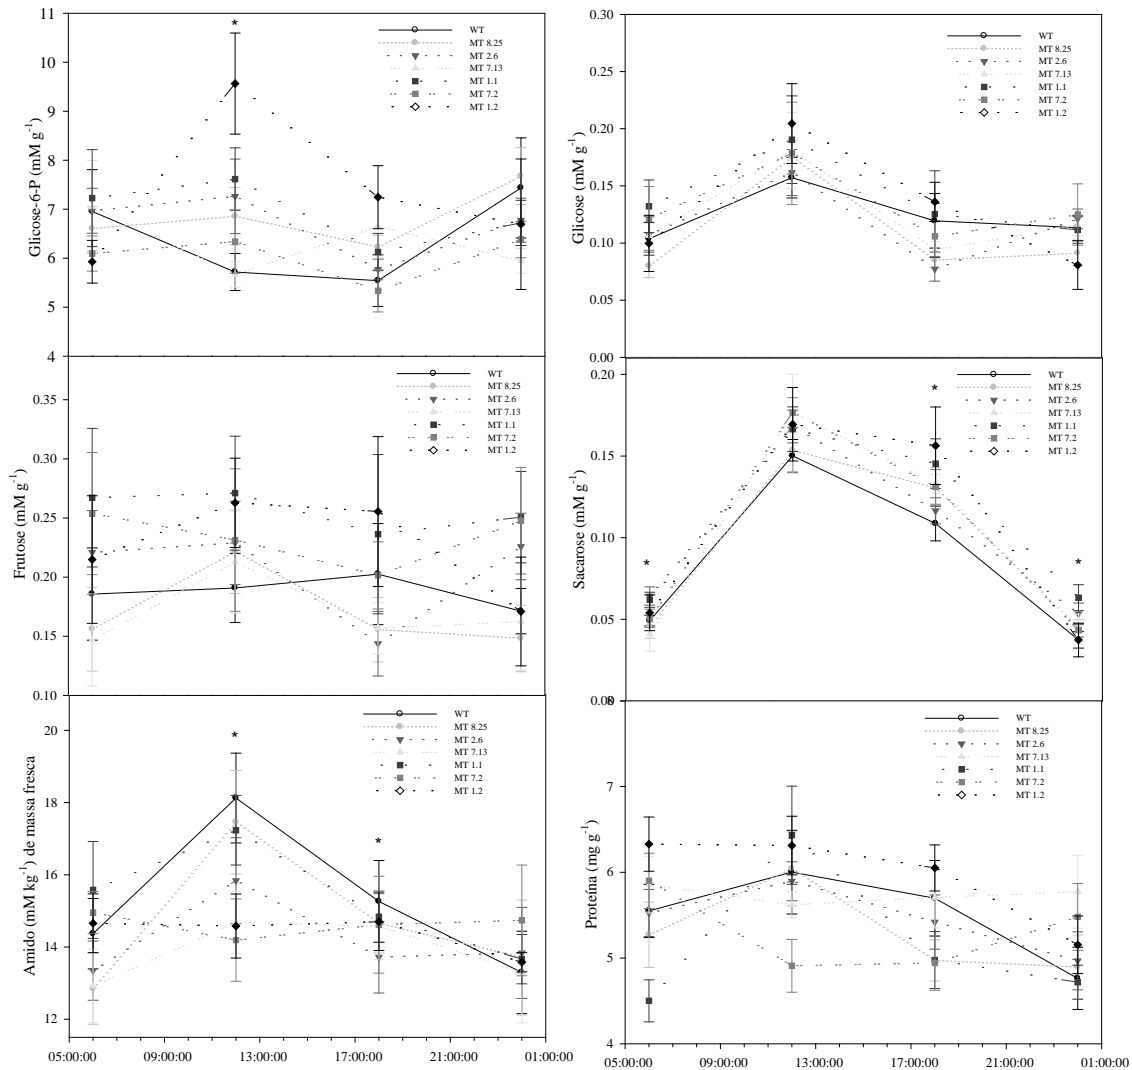 11
10
9
8
7
6
5
4
Glicose-6-P (mM g-1)
*
WT
MT 8.25
MT 2.6
MT 7.13
MT 1.1
MT 7.2
MT 1.2
0.30
0.25
0.20
0.15
0.10
0.05
0.00
Glicose (mM g-1)
WT
MT 8.25
MT 2.6
MT 7.13
MT 1.1
MT 7.2
MT 1.2
0.35
0.30
0.25
0.20
0.15
0.10
Frutose (mM g-1)
WT
MT 8.25
MT 2.6
MT 7.13
MT 1.1
MT 7.2
MT 1.2
0.20
0.15
0.10
0.05
Sacarose (mM g-1)
*
*
*
WT
MT 8.25
MT 2.6
MT 7.13
MT 1.1
MT 7.2
MT 1.2
20
18
16
14
12
Amido (mM kg-1) de massa fresca
*
*
WT
MT 8.25
MT 2.6
MT 7.13
MT 1.1
MT 7.2
MT 1.2
05:00:00
09:00:00
13:00:00
17:00:00
21:00:00
01:00:00
7
6
5
4
Proteína (mg g-1)
WT
MT 8.25
MT 2.6
MT 7.13
MT 1.1
MT 7.2
MT 1.2
05:00:00
09:00:00
13:00:00
17:00:00
21:00:00
01:00:00